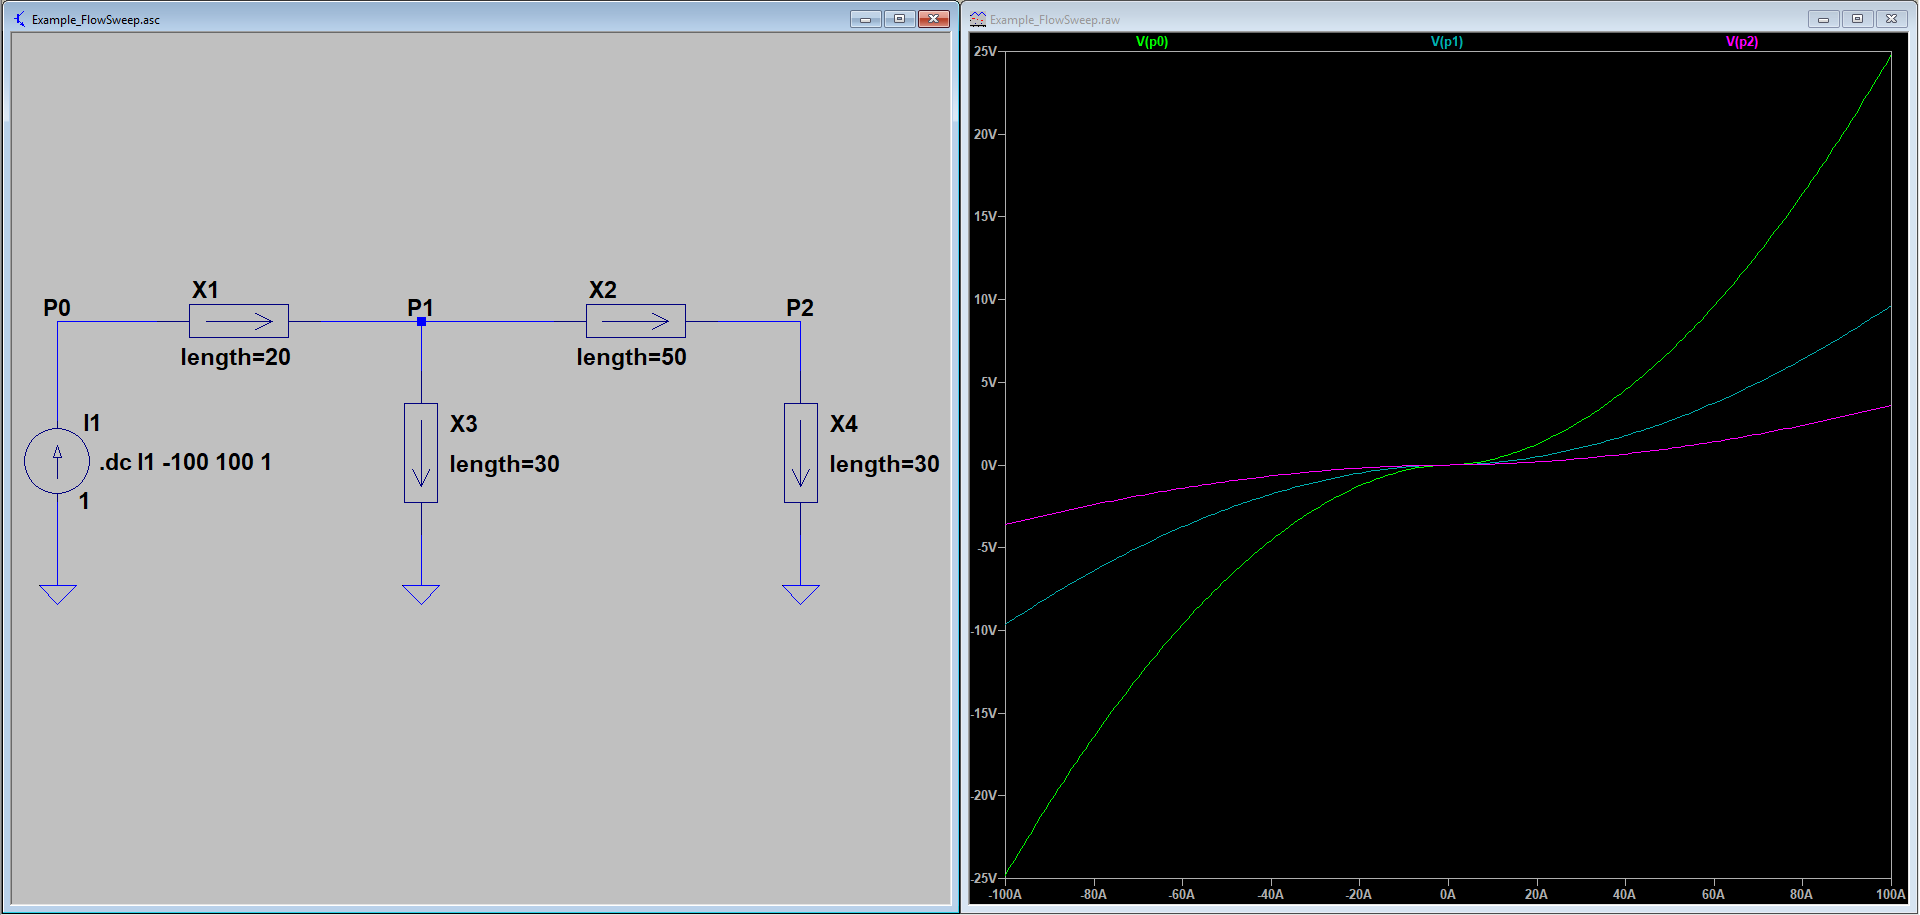 Example_FlowSweep.asc
X1
X2
P0
P1
P2
length=20
length=50
I1
X3
X4
.dc I1 -100 100 1
length=30
length=30
1
Example_FlowSweep.raw
V(p0) V(p1) V(p2)
25V
20V
15V
10V
5V
0V
-5V
-10V
-15V
-20V
-25V
-100A -80A -60A -40A -20A 0A 20A 40A 60A 80A 100A